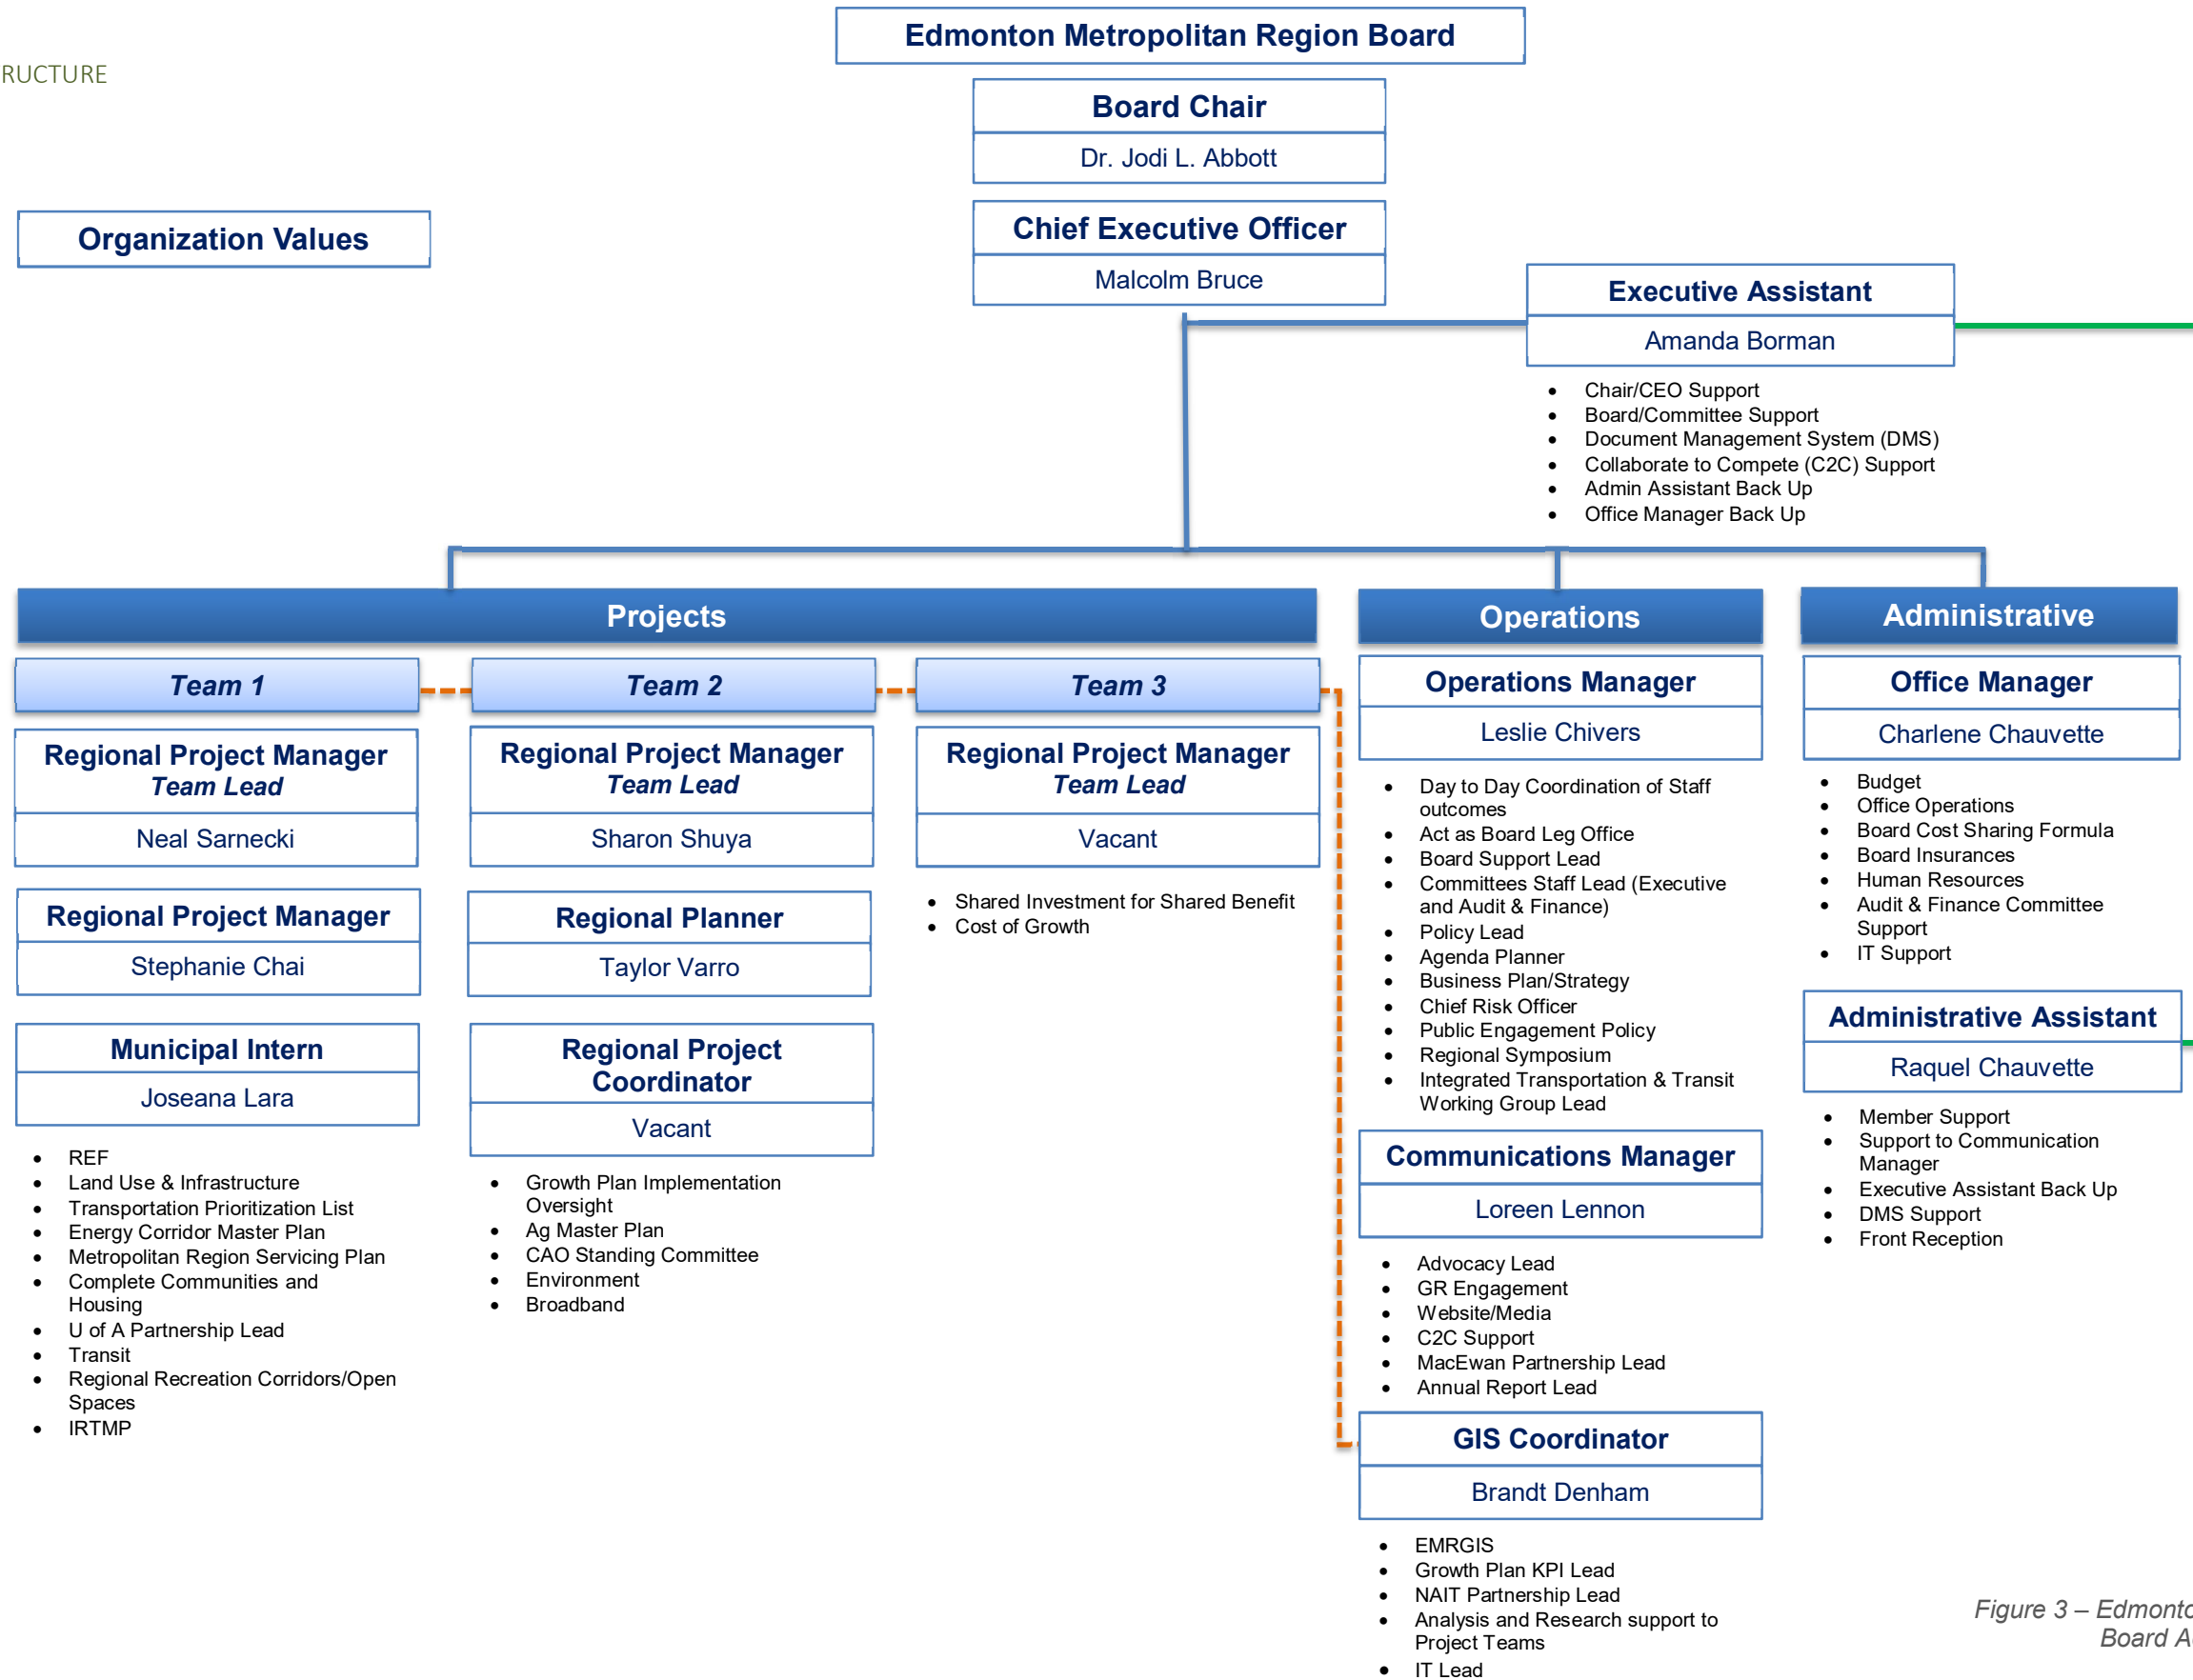 RUCTURE
Edmonton Metropolitan Region Board
Board Chair
Dr. Jodi L. Abbott
Organization Values
Chief Executive Officer
Malcolm Bruce
Executive Assistant
Amanda Borman
• Chair/CEO Support
• Board/Committee Support
• Document Management System (DMS)
• Collaborate to Compete (C2C) Support
• Admin Assistant Back Up
• Office Manager Back Up
Projects
Team 1
Regional Project Manager
Team Lead
Neal Sarnecki
Regional Project Manager
Stephanie Chai
Municipal Intern
Joseana Lara
• REF
• Land Use & Infrastructure
• Transportation Prioritization List
• Energy Corridor Master Plan
• Metropolitan Region Servicing Plan
• Complete Communities and
Housing
• U of A Partnership Lead
• Transit
• Regional Recreation Corridors/Open
Spaces
• IRTMP
Team 2
Regional Project Manager
Team Lead
Sharon Shuya
Regional Planner
Taylor Varro
Regional Project
Coordinator
Vacant
• Growth Plan Implementation
Oversight
• Ag Master Plan
• CAO Standing Committee
• Environment
• Broadband
Team 3
Regional Project Manager
Team Lead
Vacant
• Shared Investment for Shared Benefit
• Cost of Growth
Operations
Operations Manager
Leslie Chivers
• Day to Day Coordination of Staff
outcomes
• Act as Board Leg Office
• Board Support Lead
• Committees Staff Lead (Executive
and Audit & Finance)
• Policy Lead
• Agenda Planner
• Business Plan/Strategy
• Chief Risk Officer
• Public Engagement Policy
• Regional Symposium
• Integrated Transportation & Transit
Working Group Lead
Communications Manager
Loreen Lennon
• Advocacy Lead
• GR Engagement
• Website/Media
• C2C Support
• MacEwan Partnership Lead
• Annual Report Lead
GIS Coordinator
Brandt Denham
• EMRGIS
• Growth Plan KPI Lead
• NAIT Partnership Lead
• Analysis and Research support to
Project Teams
• IT Lead
Administrative
Office Manager
Charlene Chauvette
• Budget
• Office Operations
• Board Cost Sharing Formula
• Board Insurances
• Human Resources
• Audit & Finance Committee
Support
• IT Support
Administrative Assistant
Raquel Chauvette
• Member Support
• Support to Communication
Manager
• Executive Assistant Back Up
• DMS Support
• Front Reception
Figure 3 – Edmonto
Board A